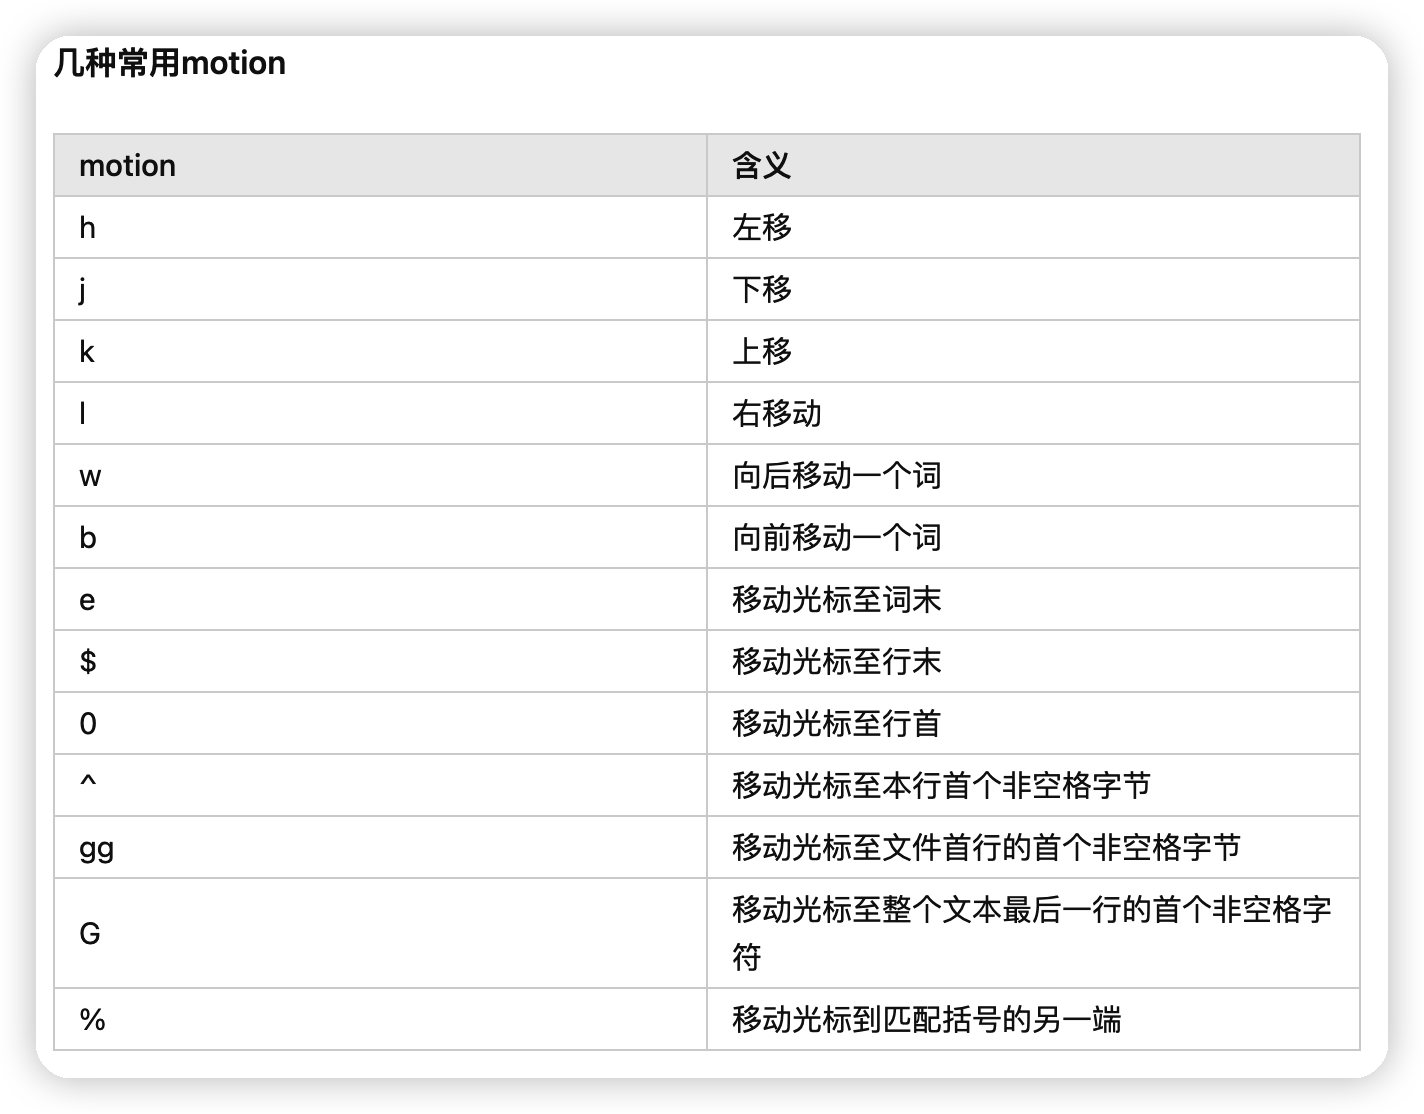 几种常用motion
motion 含义
h 左移
j 下移
k 上移
l 右移动
w 向后移动一个词
b 向前移动一个词
e 移动光标至词末
$ 移动光标至行末
0 移动光标至行首
^ 移动光标至本行首个非空格字节
gg 移动光标至文件首行的首个非空格字节
G 移动光标至整个文本最后一行的首个非空格字
符
% 移动光标到匹配括号的另一端